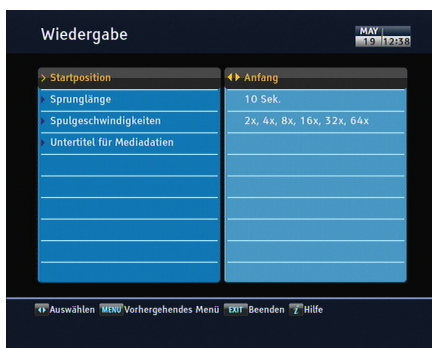 Wiedergabe
MAY
19 12:38
> Startposition
Anfang
Sprunglänge
10 Sek.
Spulgeschwindigkeiten
2x, 4x, 8x, 16x, 32x, 64x
Untertitel für Mediadaten
Auswählen MENU Vorhergehendes Menü EXIT Beenden i Hilfe